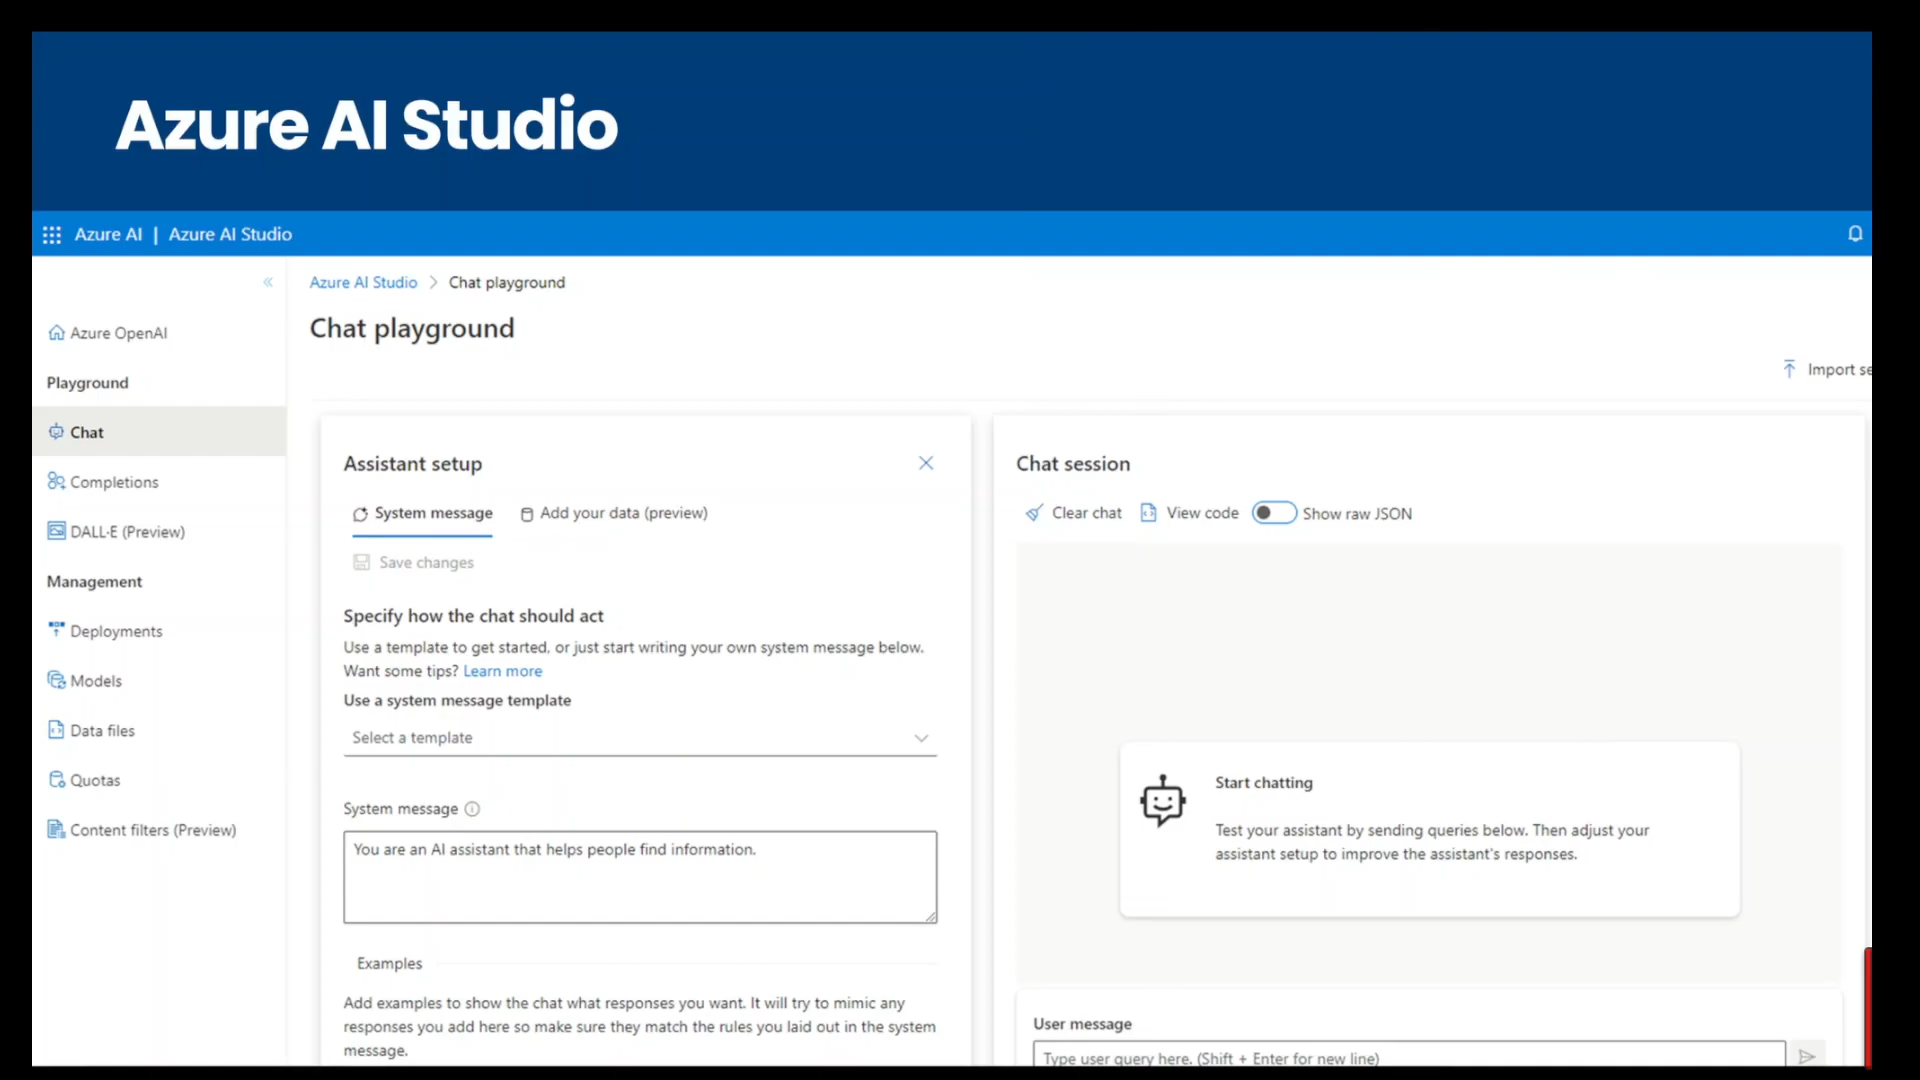 Azure AI Studio
Azure AI | Azure AI Studio
Azure AI Studio > Chat playground
Chat playground
Import se
Azure OpenAI
Playground
Chat
Completions
DALL·E (Preview)
Management
Deployments
Models
Data files
Quotas
Content filters (Preview)
Assistant setup
System message
Add your data (preview)
Save changes
Specify how the chat should act
Use a template to get started, or just start writing your own system message below.
Want some tips? Learn more
Use a system message template
Select a template
System message
You are an AI assistant that helps people find information.
Examples
Add examples to show the chat what responses you want. It will try to mimic any
responses you add here so make sure they match the rules you laid out in the system
message.
Chat session
Clear chat
View code
Show raw JSON
Start chatting
Test your assistant by sending queries below. Then adjust your
assistant setup to improve the assistant's responses.
User message
Type user query here. (Shift + Enter for new line)